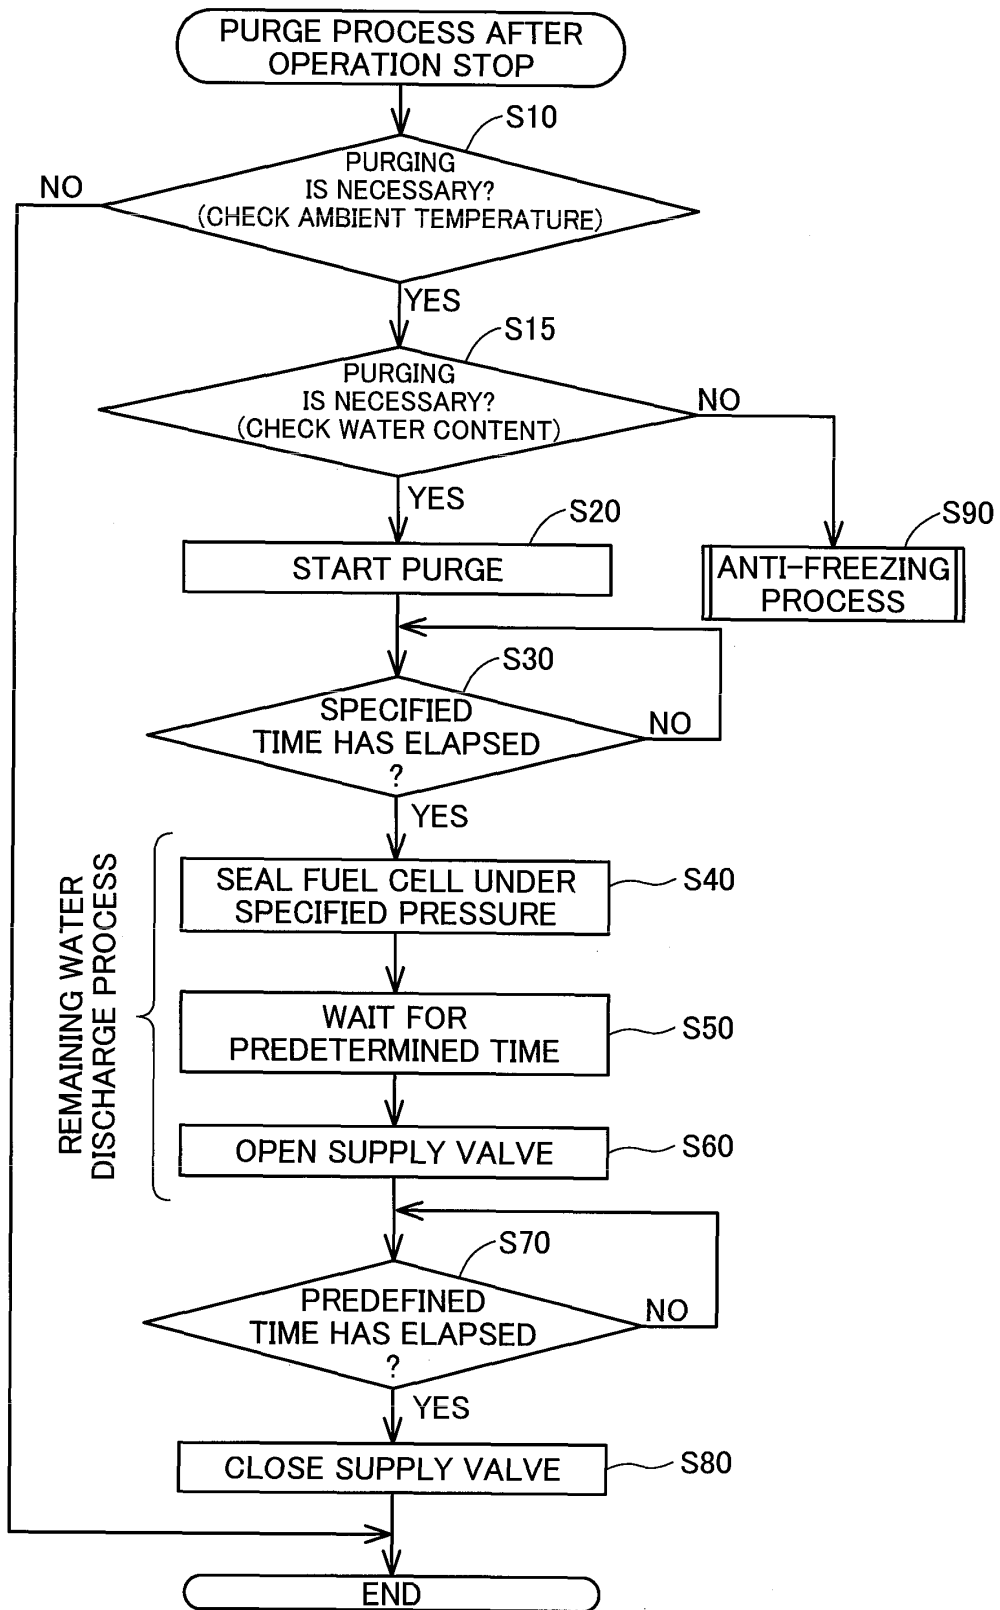 PURGE PROCESS AFTER
OPERATION STOP
S10
PURGING
IS NECESSARY?
(CHECK AMBIENT TEMPERATURE)
NO
YES
S15
PURGING
IS NECESSARY?
(CHECK WATER CONTENT)
NO
YES
S20
START PURGE
S90
ANTI-FREEZING
PROCESS
S30
SPECIFIED
TIME HAS ELAPSED
?
NO
YES
REMAINING WATER
DISCHARGE PROCESS
SEAL FUEL CELL UNDER
SPECIFIED PRESSURE
S40
WAIT FOR
PREDETERMINED TIME
S50
OPEN SUPPLY VALVE
S60
S70
PREDEFINED
TIME HAS ELAPSED
?
NO
YES
CLOSE SUPPLY VALVE
S80
END